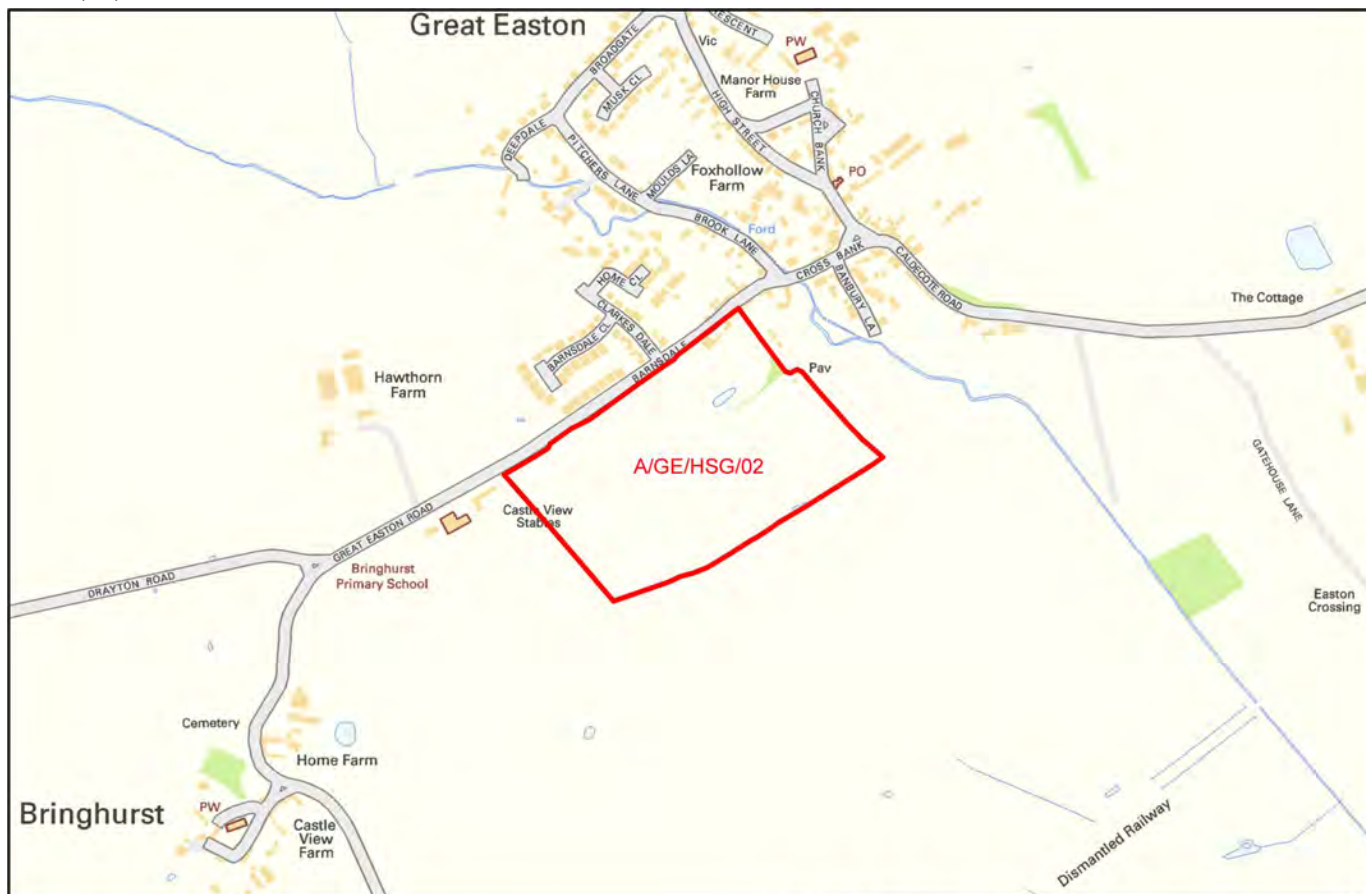 Great Easton
ESCENT
PW
Vic
BROADGATE
MUSK CL
Manor House
Farm
HIGH STREET
CHURCH BANK
DEEPDALE
PITCHERS LANE
MOULDS LA
Foxhollow
Farm
PO
BROOK LANE
Ford
CROSS BANK
BANBURY LA
CALDECOTE ROAD
The Cottage
HOME CL
CLARKES DALE
BARNSDALE CL
BARNSDALE
Hawthorn
Farm
Pav
A/GE/HSG/02
GATEHOUSE LANE
Castle View
Stables
GREAT EASTON ROAD
DRAYTON ROAD
Bringhurst
Primary School
Easton
Crossing
Cemetery
Home Farm
Bringhurst
PW
Castle
View
Farm
Dismantled Railway